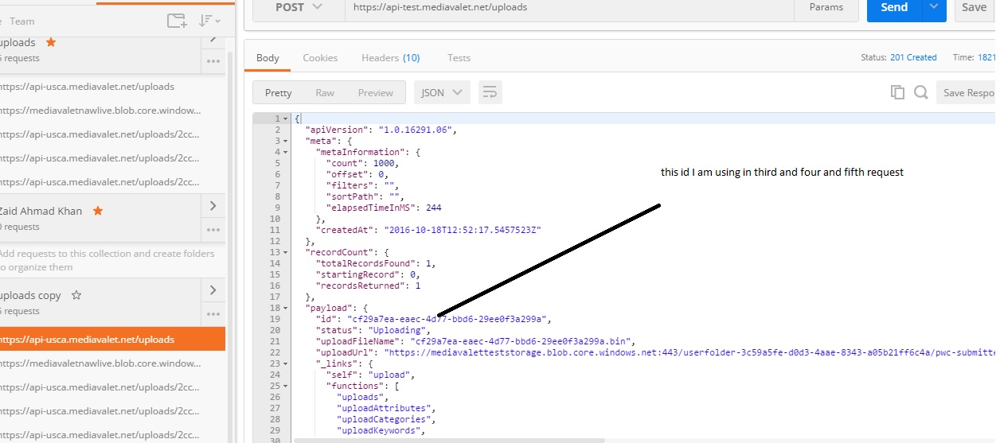 POST https://api-test.mediavalet.net/uploads Params Send Save
Team
uploads
requests
https://api-usca.mediavalet.net/uploads
https://mediavaletnawlive.blob.core.window...
https://api-usca.mediavalet.net/uploads/2cc...
https://api-usca.mediavalet.net/uploads/2cc...
https://api-usca.mediavalet.net/uploads/2cc...
Zaid Ahmad Khan
0 requests
Add requests to this collection and create folders
to organize them
uploads copy
requests
https://api-usca.mediavalet.net/uploads
https://mediavaletnawlive.blob.core.window...
https://api-usca.mediavalet.net/uploads/2cc...
https://api-usca.mediavalet.net/uploads/2cc...
https://api-usca.mediavalet.net/uploads/2cc...
Body Cookies Headers (10) Tests Status: 201 Created Time: 1821
Pretty Raw Preview JSON Save Respo
1 {
2 "apiVersion": "1.0.16291.06",
3 "meta": {
4 "metaInformation": {
5 "count": 1000,
6 "offset": 0,
7 "filters": "",
8 "sortPath": "",
9 "elapsedTimeInMS": 244
10 },
11 "createdAt": "2016-10-18T12:52:17.5457523Z"
12 },
13 "recordCount": {
14 "totalRecordsFound": 1,
15 "startingRecord": 0,
16 "recordsReturned": 1
17 },
18 "payload": {
19 "id": "cf29a7ea-eaec-4d77-bbd6-29ee0f3a299a",
20 "status": "Uploading",
21 "uploadFileName": "cf29a7ea-eaec-4d77-bbd6-29ee0f3a299a.bin",
22 "uploadUrl": "https://mediavaletteststorage.blob.core.windows.net:443/userfolder-3c59a5fe-d0d3-4aae-8343-a05b21ff6c4a/pwc-submitte
23 "_links": {
24 "self": "upload",
25 "functions": [
26 "uploads",
27 "uploadAttributes",
28 "uploadCategories",
29 "uploadKeywords",
30
this id I am using in third and four and fifth request